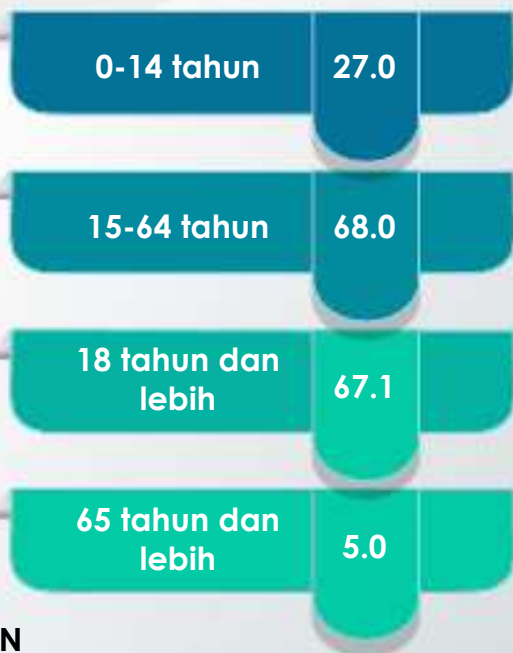 0-14 tahun 27.0
15-64 tahun 68.0
18 tahun dan
lebih 67.1
65 tahun dan
lebih 5.0
N